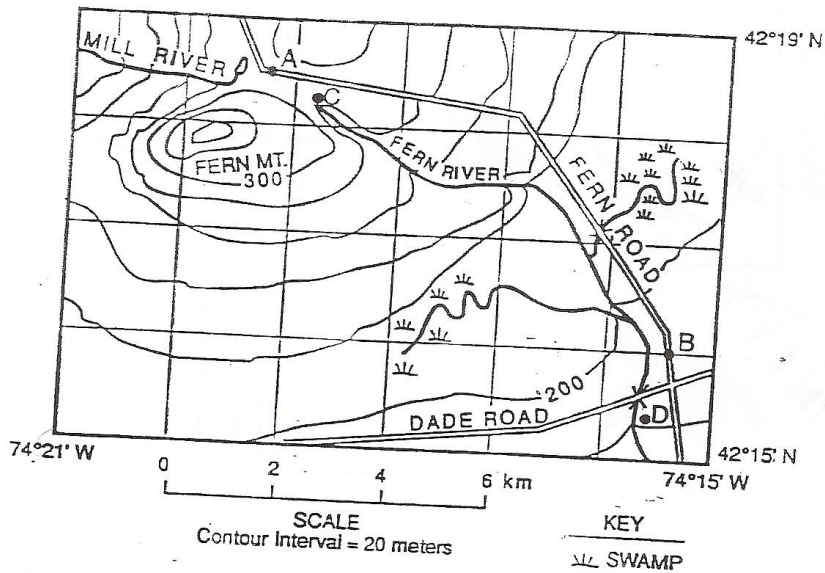 42°19' N
MILL RIVER
A
C
FERN MT.
300
FERN RIVER
FERN ROAD
B
200
DADE ROAD
D
74°21' W
42°15' N
74°15' W
0 2 4 6 km
SCALE
Contour Interval = 20 meters
KEY
SWAMP